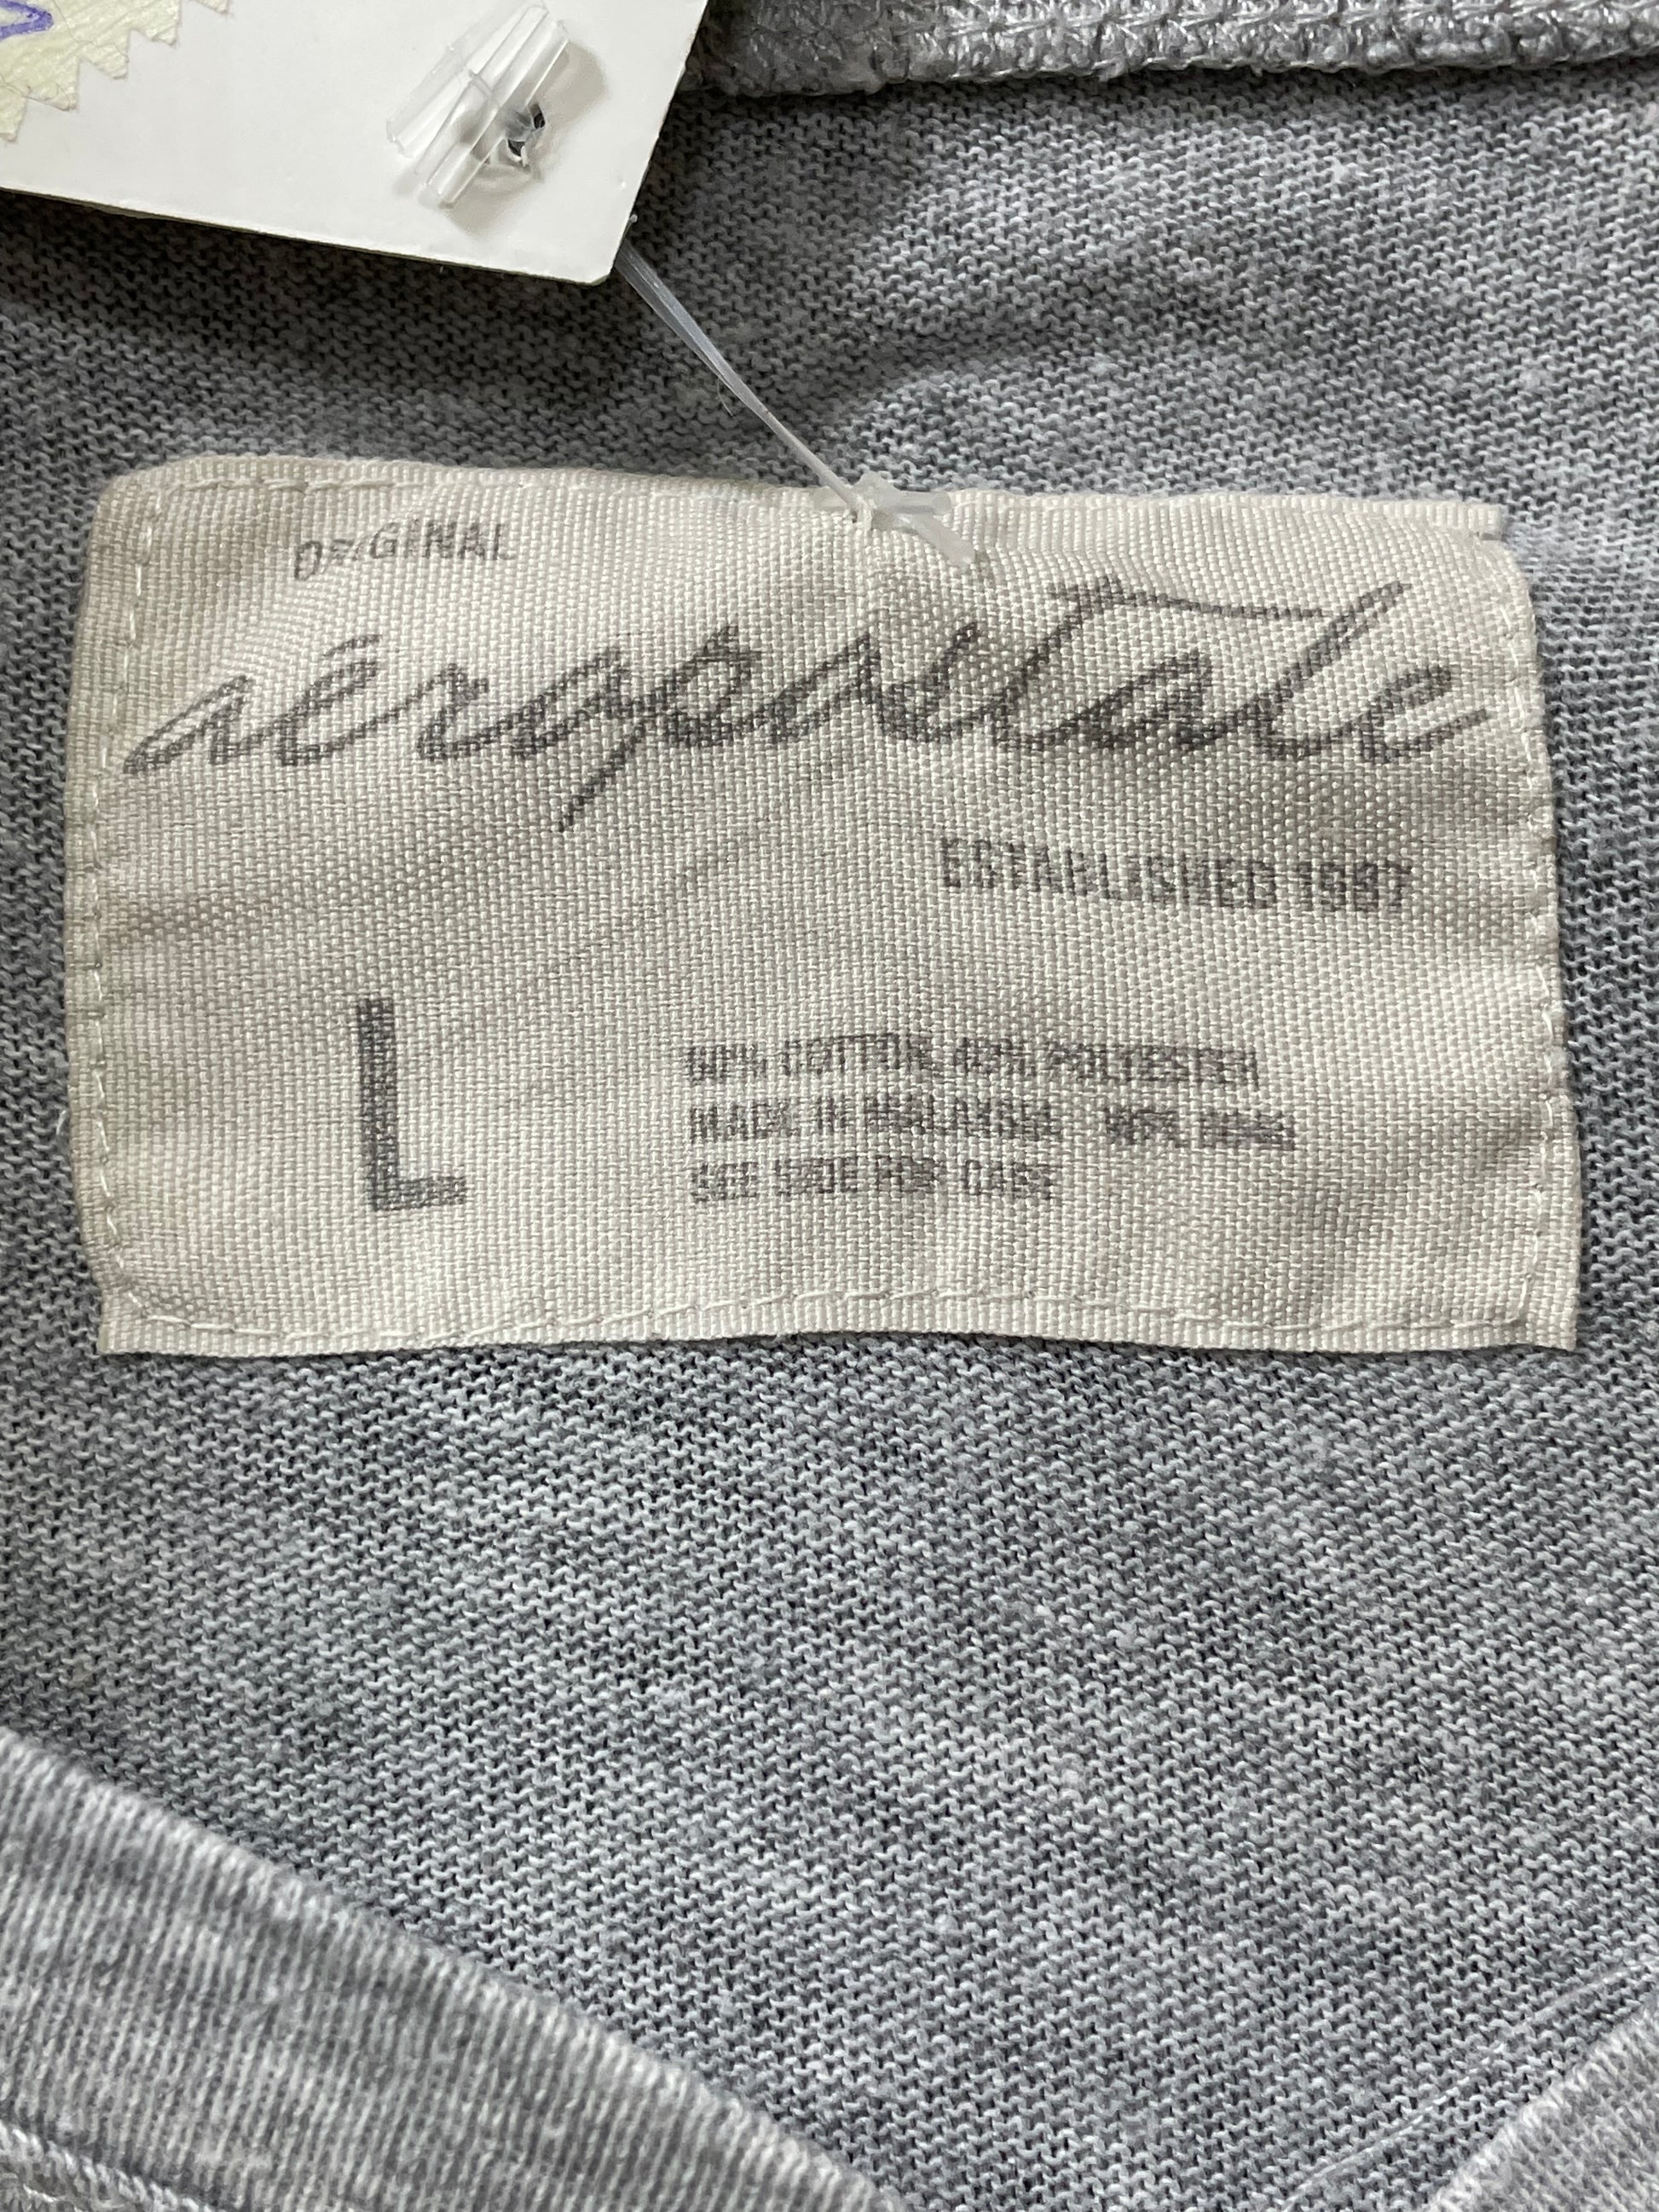 ORIGINAL
aéropostale
ESTABLISHED 1987
L
60% COTTON, 40% POLYESTER
MADE IN MALAYSIA
SEE SIDE FOR CARE